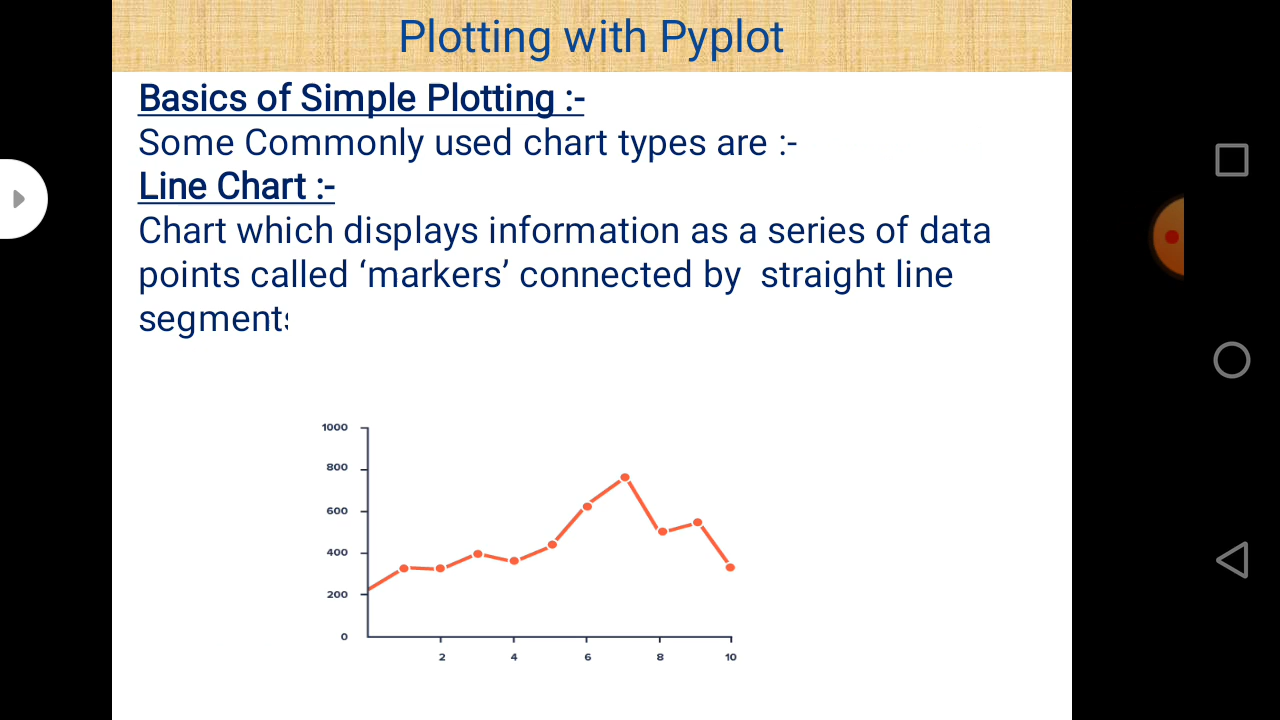 Plotting with Pyplot
Basics of Simple Plotting :-
Some Commonly used chart types are :-
Line Chart :-
Chart which displays information as a series of data
points called ‘markers’ connected by straight line
segments
1000
800
600
400
200
0
2 4 6 8 10